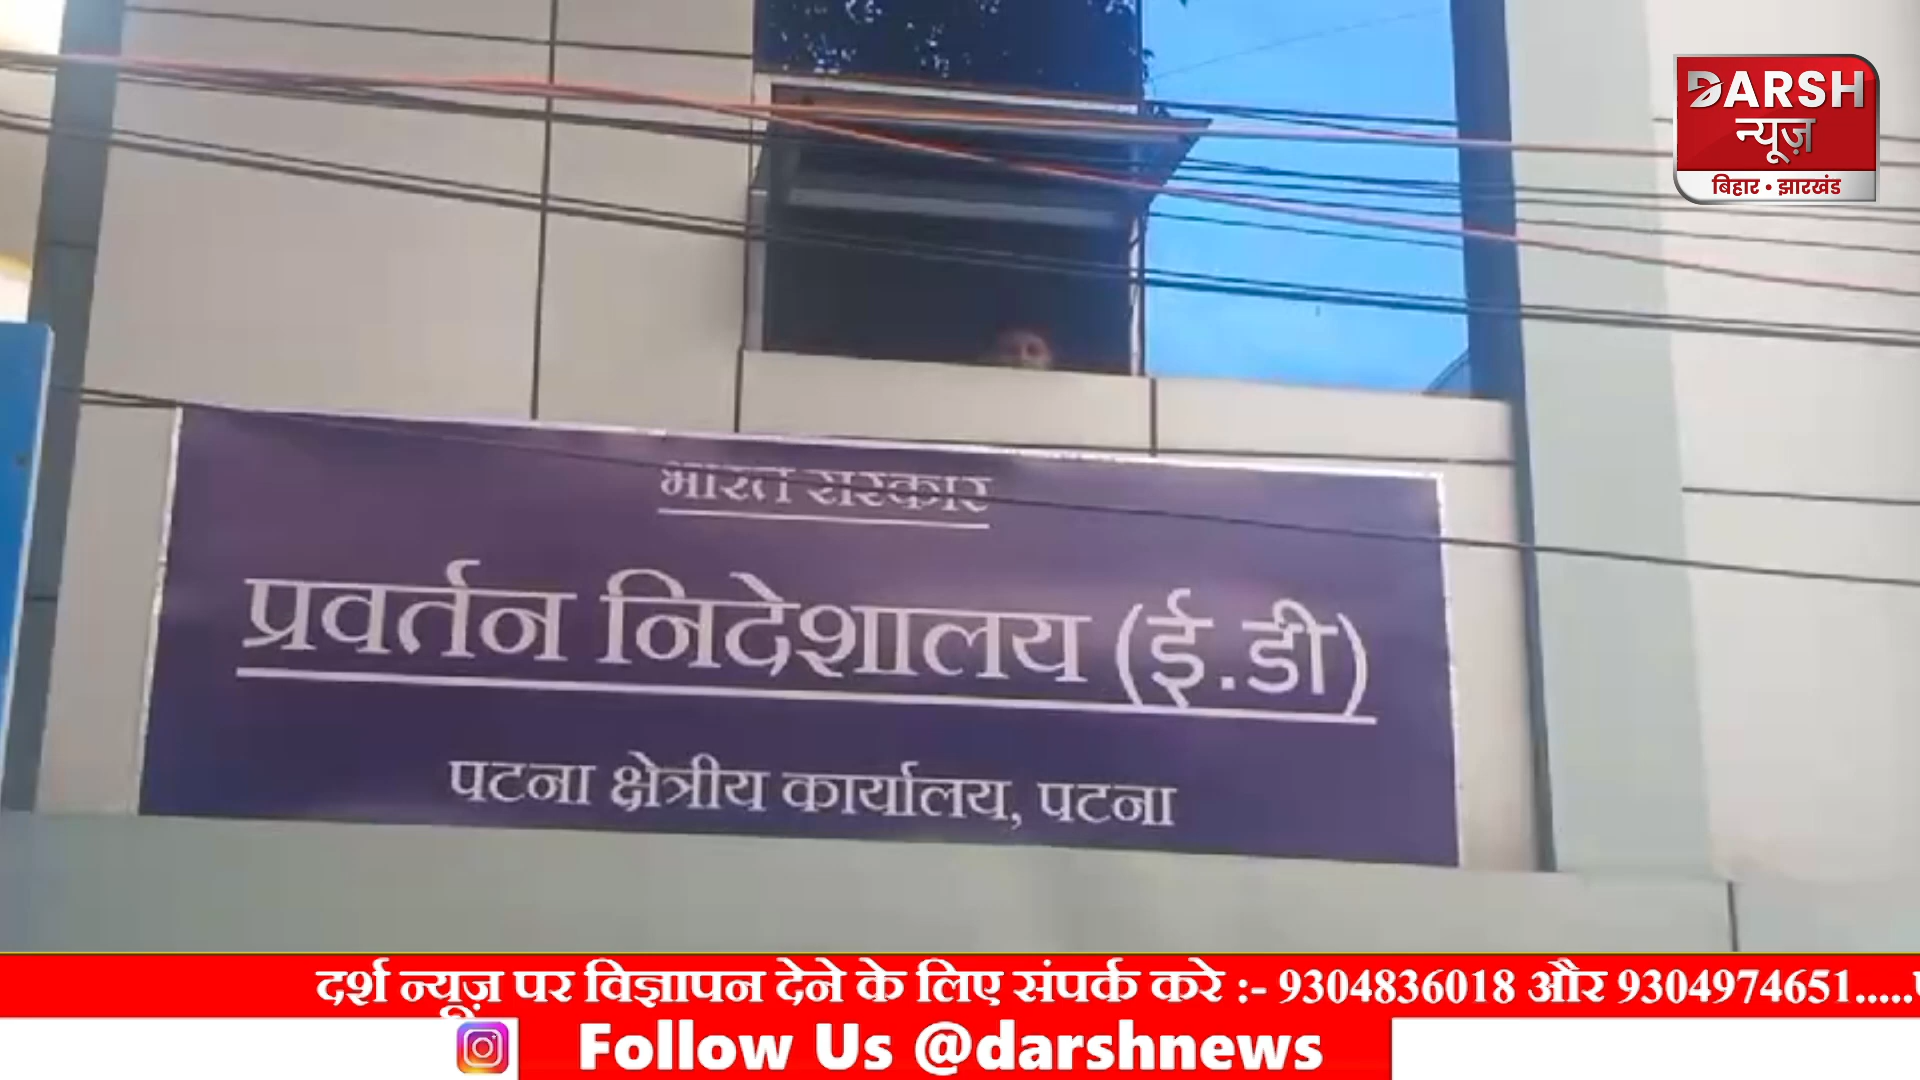 DARSH
न्यूज़
बिहार • झारखंड
भारत सरकार
प्रवर्तन निदेशालय (ई.डी)
पटना क्षेत्रीय कार्यालय, पटना
दर्श न्यूज़ पर विज्ञापन देने के लिए संपर्क करे :- 9304836018 और 9304974651.....
Follow Us @darshnews